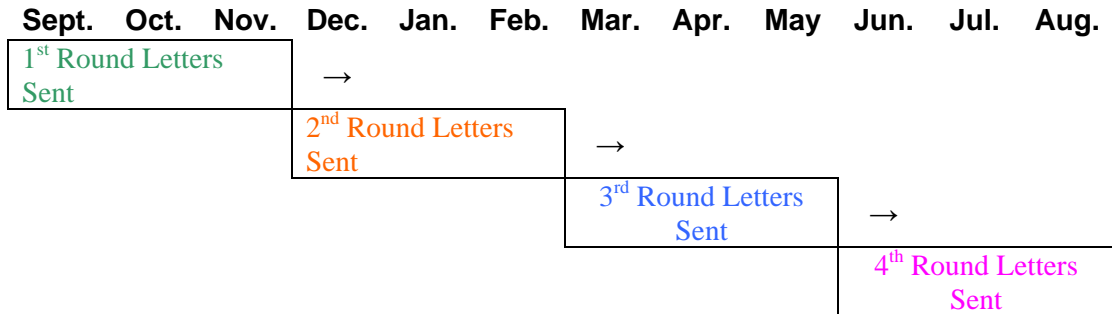 Sept. Oct. Nov. Dec. Jan. Feb. Mar. Apr. May Jun. Jul. Aug.
1st Round Letters
Sent
→
2nd Round Letters
Sent
→
3rd Round Letters
Sent
→
4th Round Letters
Sent